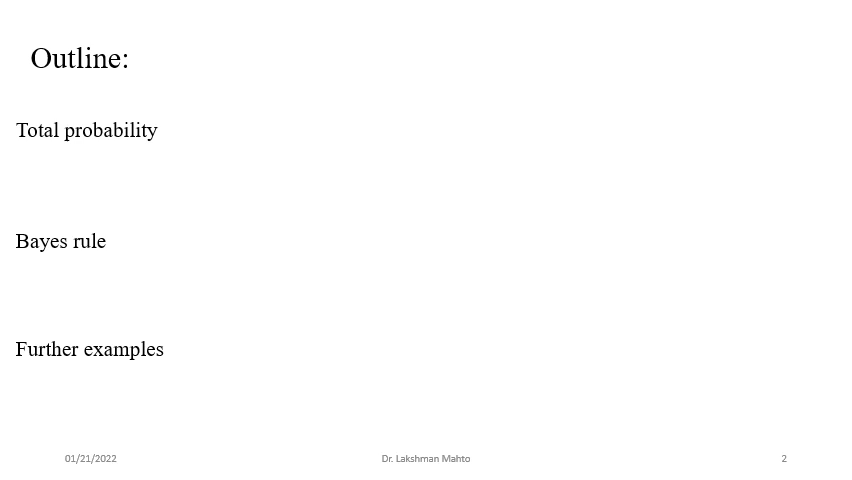 Outline:
Total probability
Bayes rule
Further examples
01/21/2022
Dr. Lakshman Mahto
2